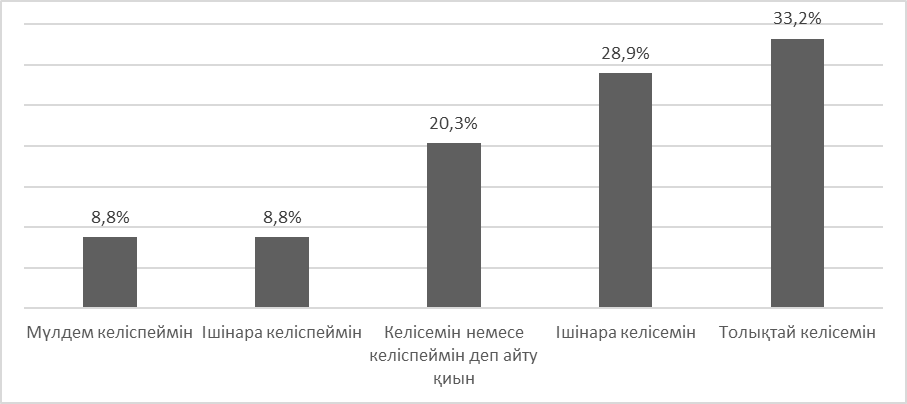 33,2%
28,9%
20,3%
8,8%
8,8%
Мүлдем келіспеймін
Ішінара келіспеймін
Келісемін немесе
келіспеймін деп айту
қиын
Ішінара келісемін
Толықтай келісемін